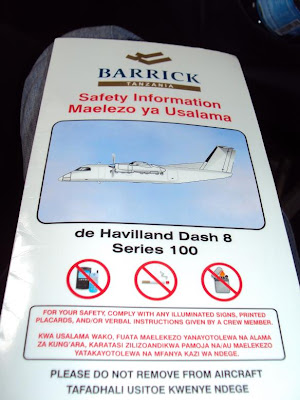 BARRICK
TANZANIA
Safety Information
Maelezo ya Usalama
de Havilland Dash 8
Series 100
FOR YOUR SAFETY, COMPLY WITH ANY ILLUMINATED SIGNS, PRINTED
PLACARDS, AND/OR VERBAL INSTRUCTIONS GIVEN BY A CREW MEMBER.
KWA USALAMA WAKO, FUATA MAELEKEZO YANAYOTOLEWA NA ALAMA
ZA KUNG'ARA, KARATASI ZILIZOANDIKWA PAMOJA NA/AU MAELEKEZO
YATAKAYOTOLEWA NA MFANYA KAZI WA NDEGE.
PLEASE DO NOT REMOVE FROM AIRCRAFT
TAFADHALI USITOE KWENYE NDEGE